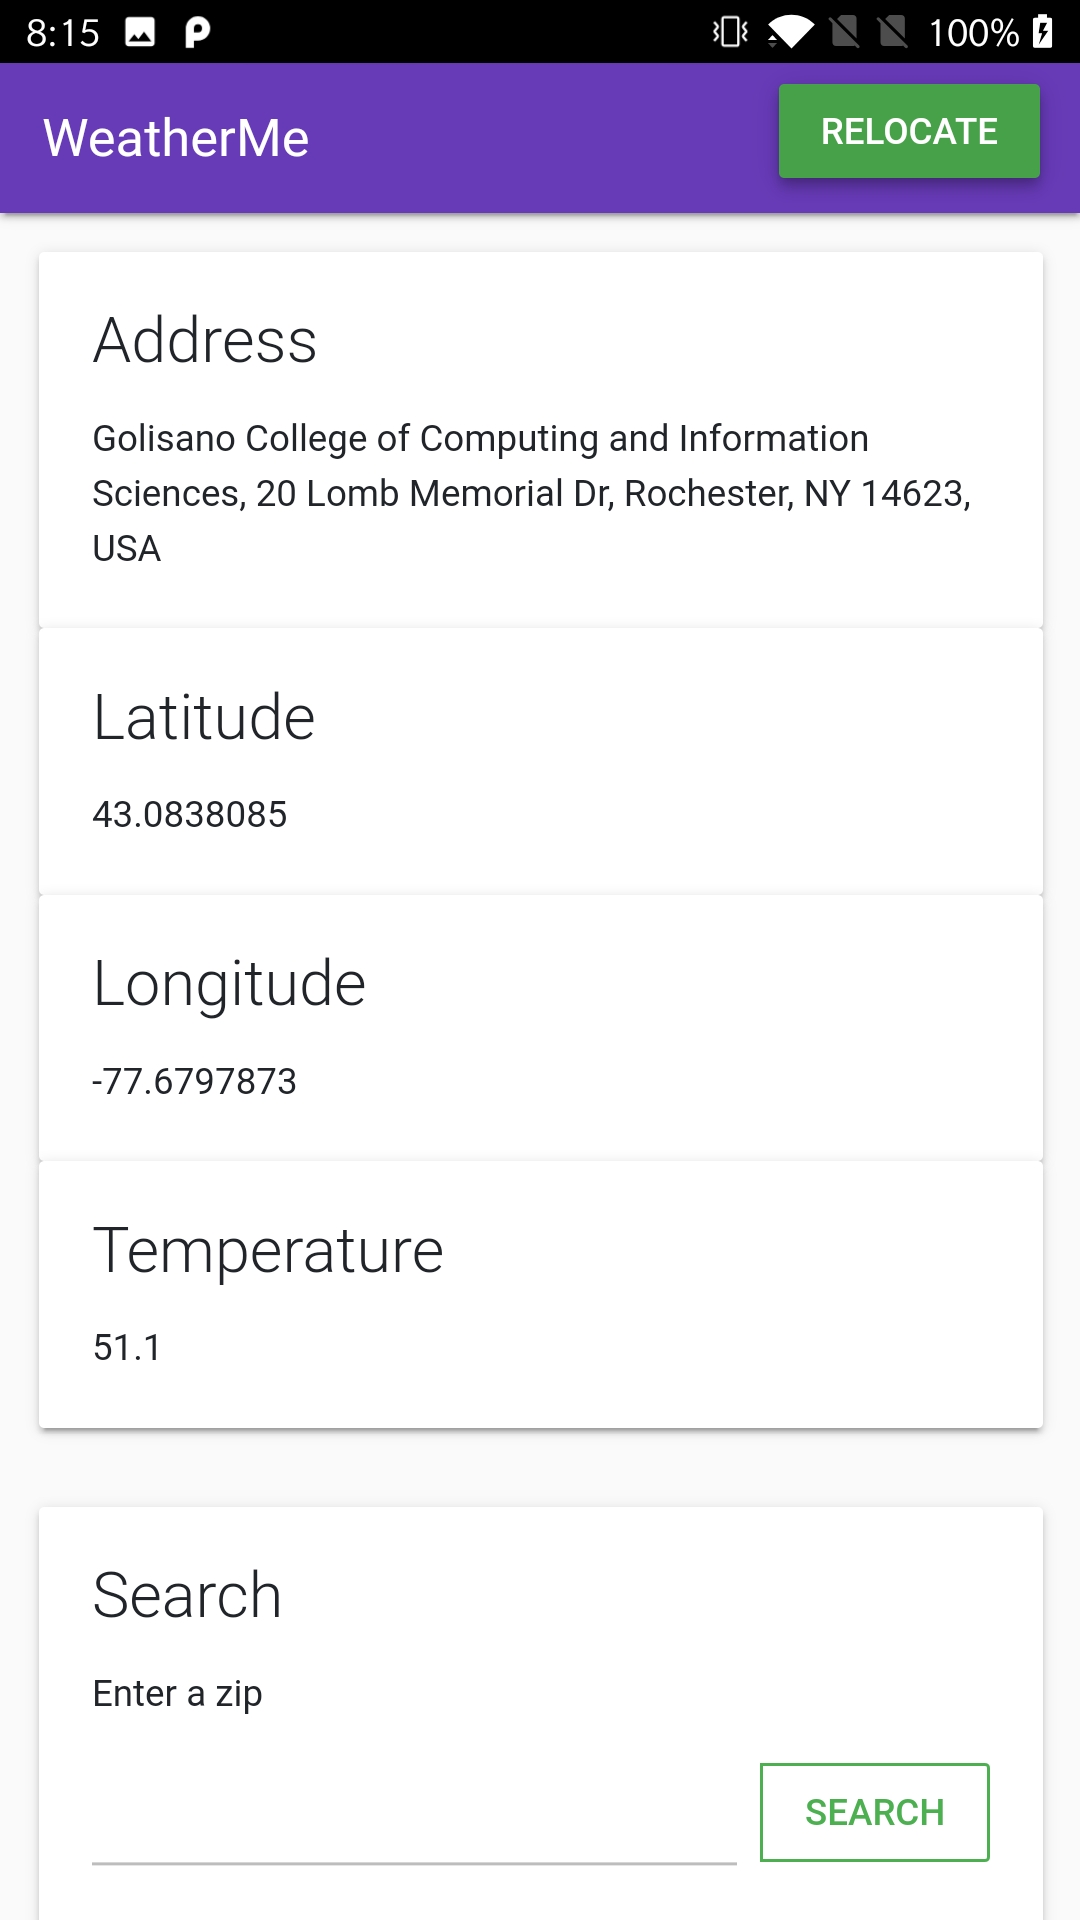 8:15 100%
WeatherMe RELOCATE
Address
Golisano College of Computing and Information
Sciences, 20 Lomb Memorial Dr, Rochester, NY 14623,
USA
Latitude
43.0838085
Longitude
-77.6797873
Temperature
51.1
Search
Enter a zip
SEARCH